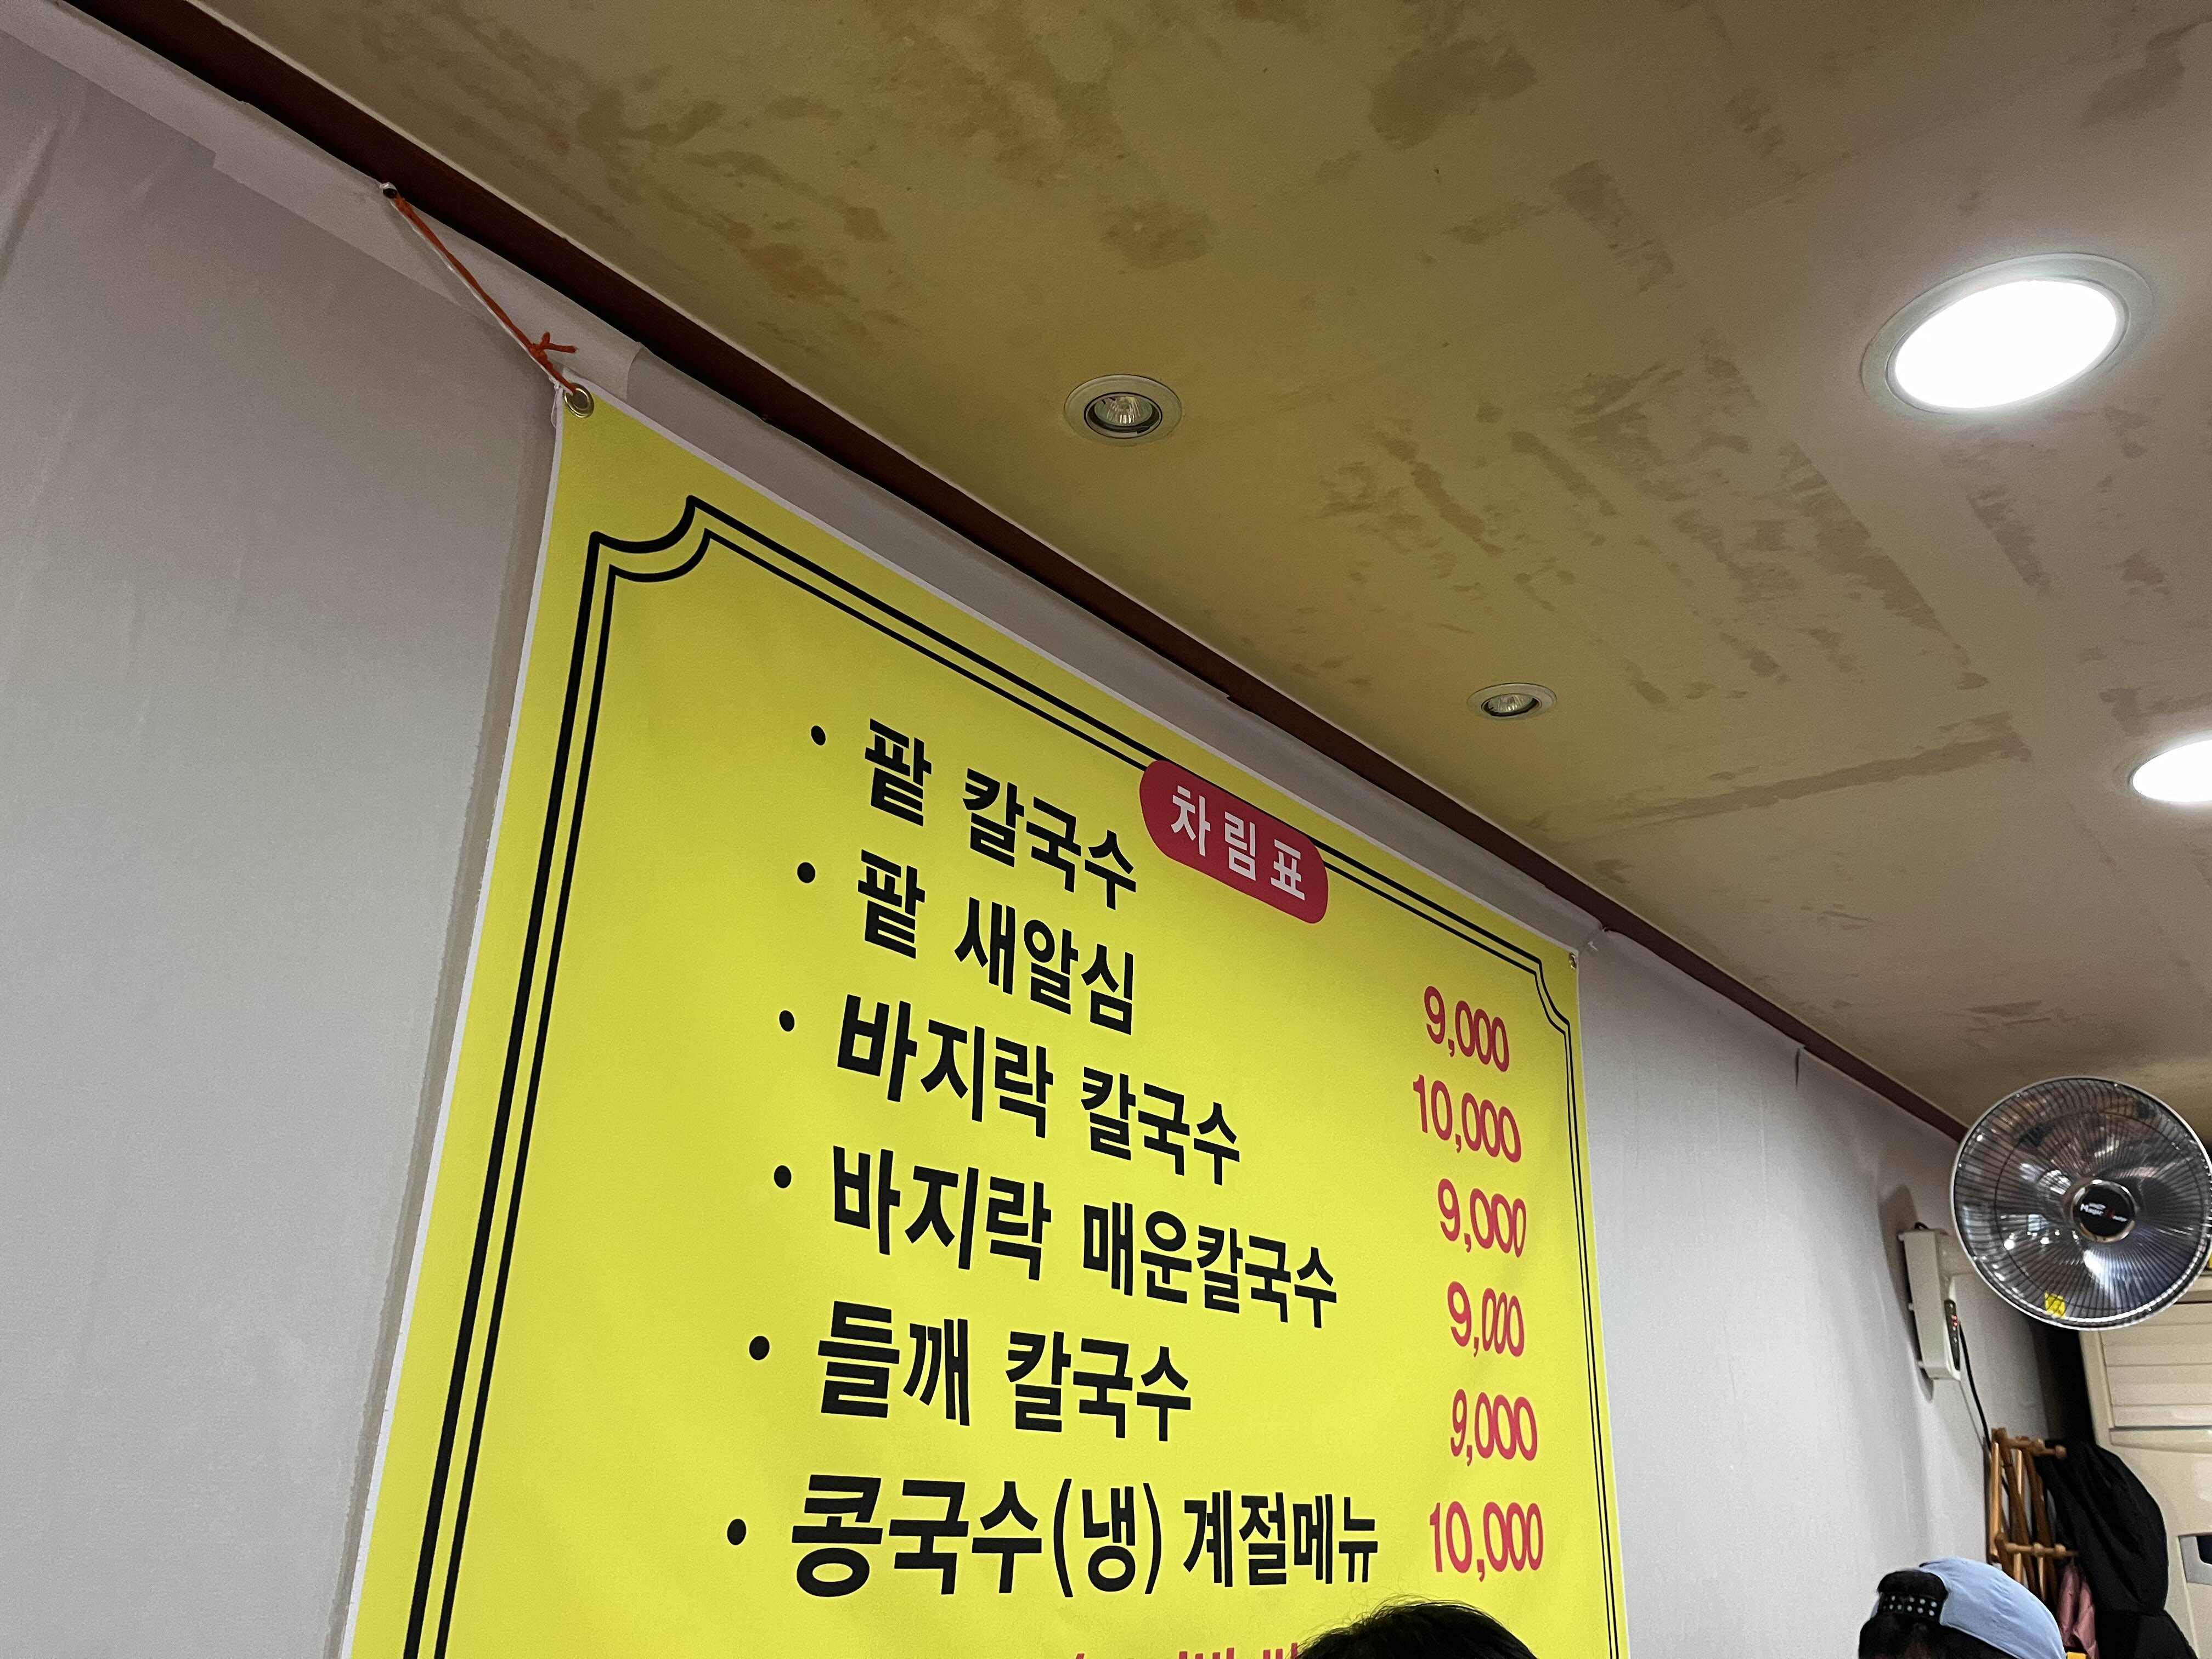 차림표
• 팥 칼국수 9,000
• 팥 새알심 10,000
• 바지락 칼국수 9,000
• 바지락 매운칼국수 9,000
• 들깨 칼국수 9,000
• 콩국수(냉) 계절메뉴 10,000